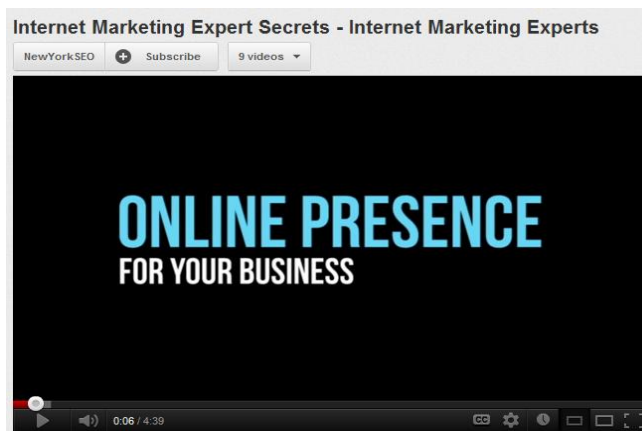 Internet Marketing Expert Secrets - Internet Marketing Experts
NewYorkSEO Subscribe 9 videos
ONLINE PRESENCE
FOR YOUR BUSINESS
0:06 / 4:39 CC